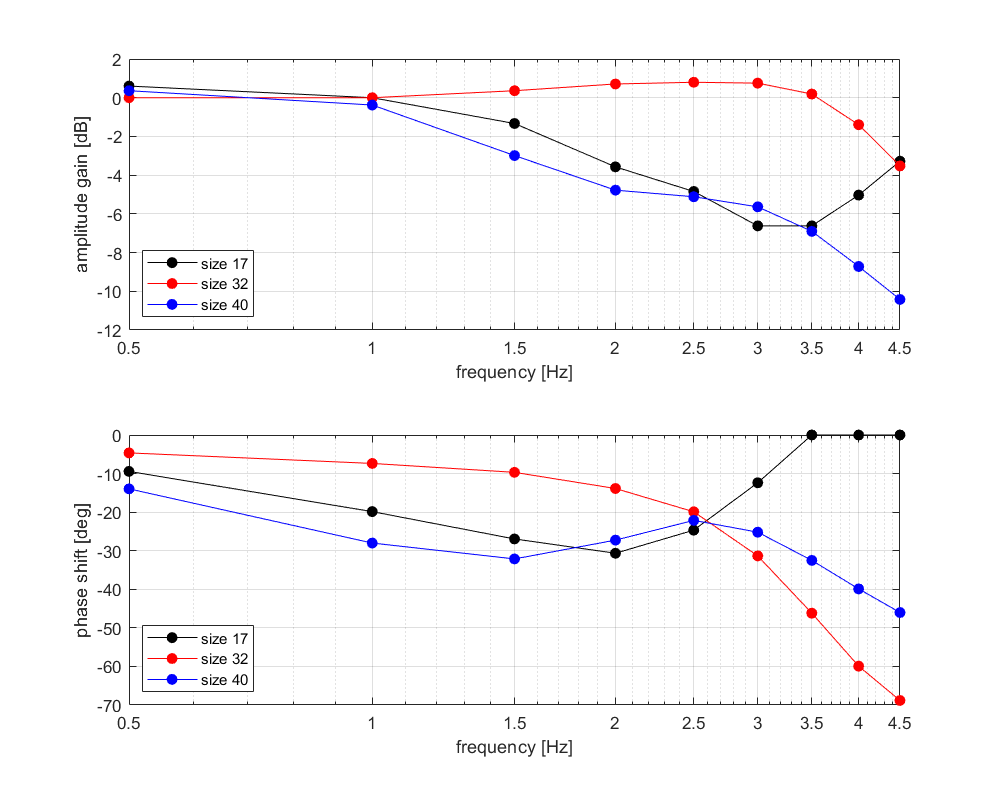 amplitude gain [dB]
2
0
-2
-4
-6
-8
-10
-12
size 17
size 32
size 40
0.5 1 1.5 2 2.5 3 3.5 4 4.5
frequency [Hz]
phase shift [deg]
0
-10
-20
-30
-40
-50
-60
-70
size 17
size 32
size 40
0.5 1 1.5 2 2.5 3 3.5 4 4.5
frequency [Hz]